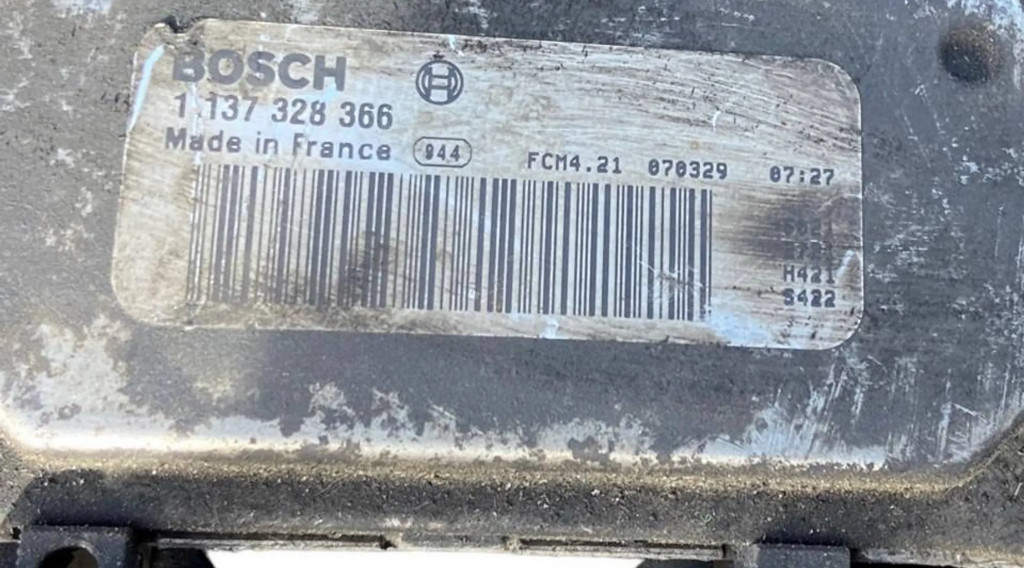 BOSCH
1 137 328 366
Made in France 944 FCM4.21 070329 07:27
H421
S422